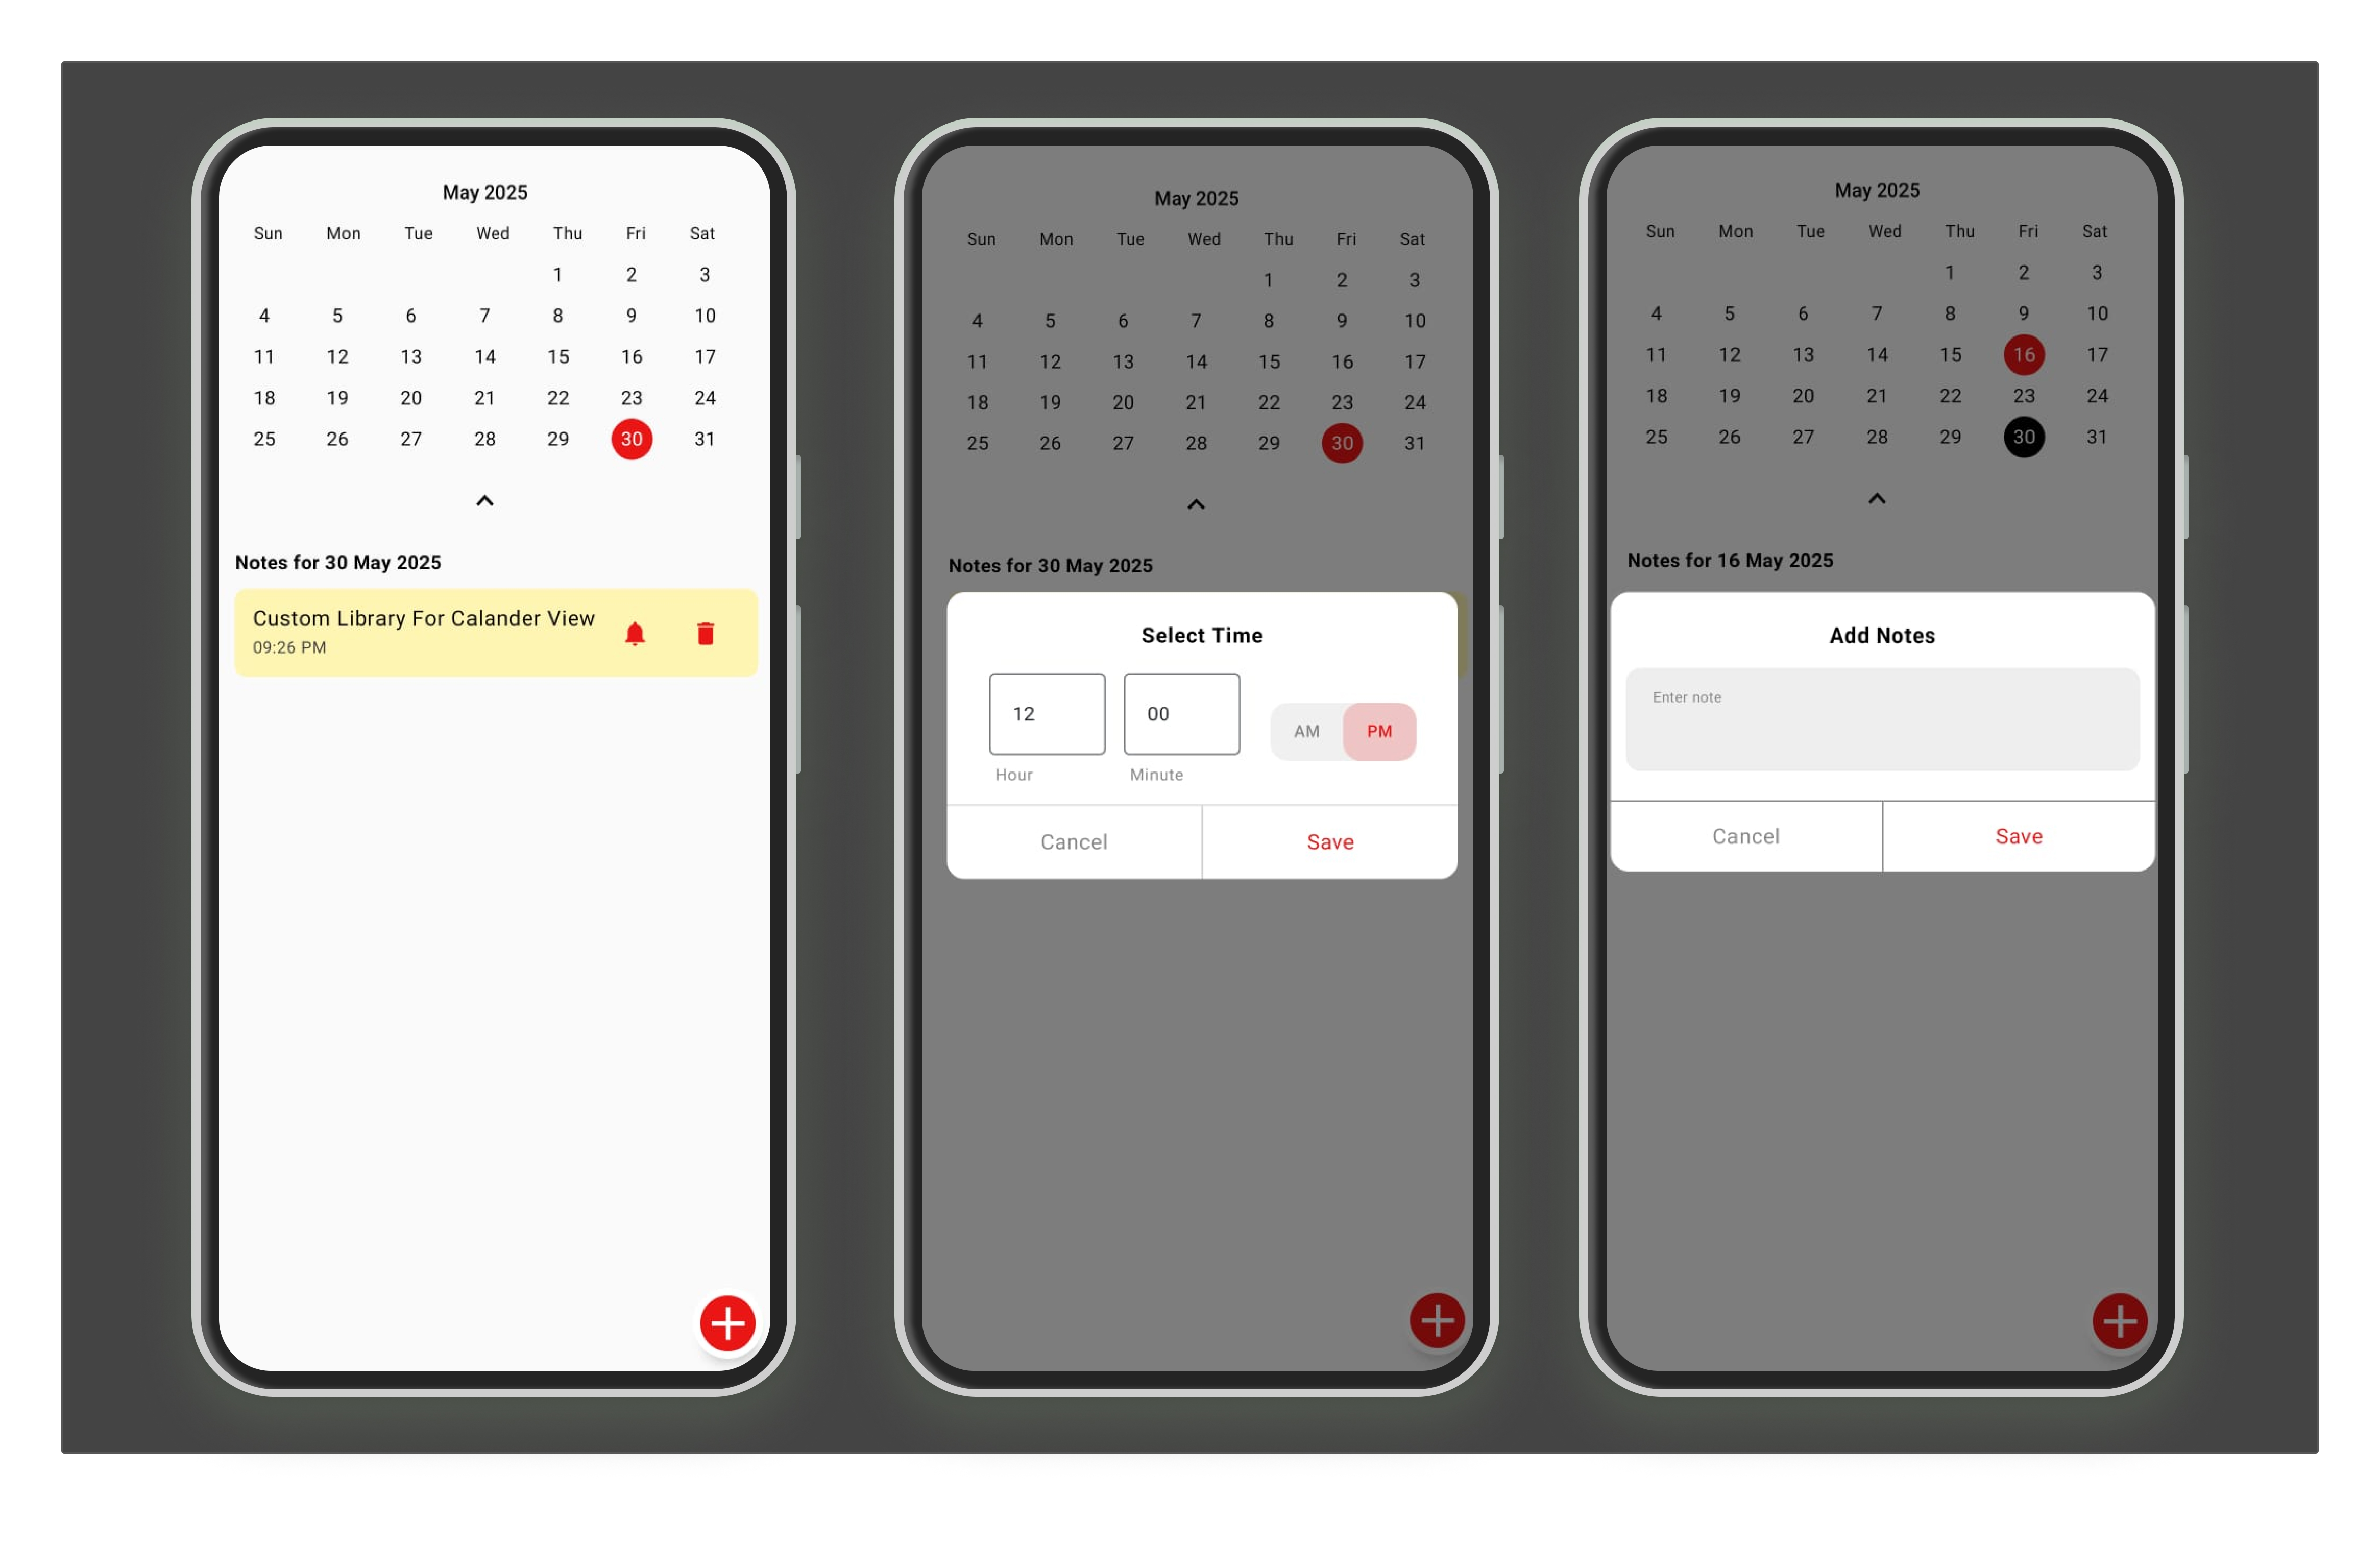 May 2025
Sun Mon Tue Wed Thu Fri Sat
1 2 3
4 5 6 7 8 9 10
11 12 13 14 15 16 17
18 19 20 21 22 23 24
25 26 27 28 29 30 31
Notes for 30 May 2025
Custom Library For Calander View
09:26 PM
May 2025
Sun Mon Tue Wed Thu Fri Sat
1 2 3
4 5 6 7 8 9 10
11 12 13 14 15 16 17
18 19 20 21 22 23 24
25 26 27 28 29 30 31
Notes for 30 May 2025
Select Time
12 00 AM PM
Hour Minute
Cancel Save
May 2025
Sun Mon Tue Wed Thu Fri Sat
1 2 3
4 5 6 7 8 9 10
11 12 13 14 15 16 17
18 19 20 21 22 23 24
25 26 27 28 29 30 31
Notes for 16 May 2025
Add Notes
Enter note
Cancel Save